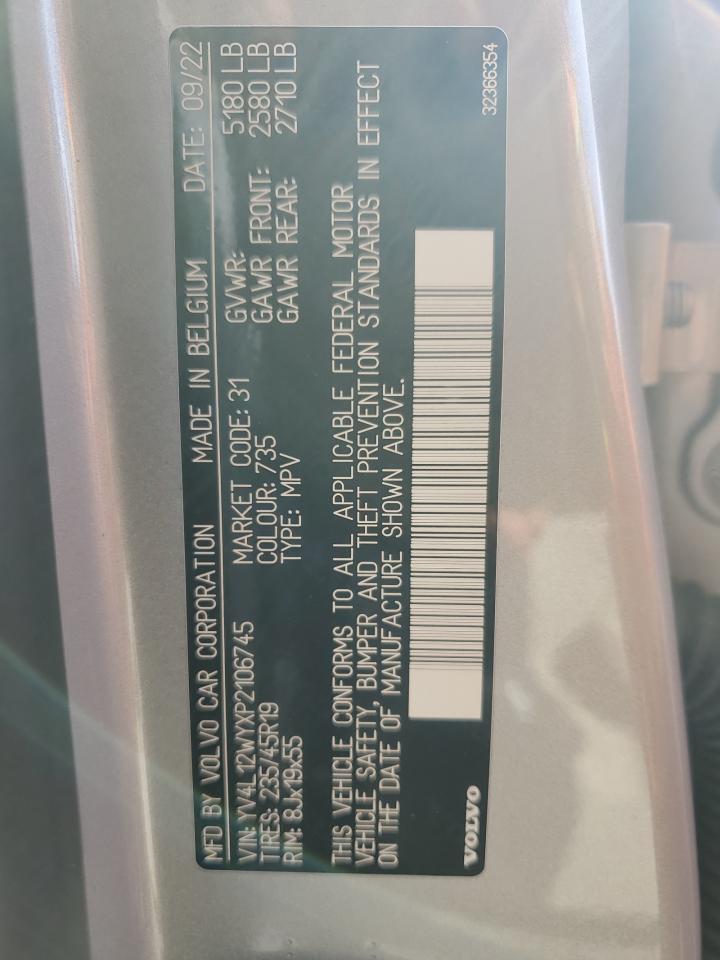 MFD BY VOLVO CAR CORPORATION MADE IN BELGIUM DATE: 09/22
VIN: YV4L12WYXP2106745 MARKET CODE: 31 GVWR: 5180 LB
TIRES: 235/45R19 COLOUR: 735 GAWR FRONT: 2580 LB
RIM: 8Jx19x55 TYPE: MPV GAWR REAR: 2710 LB
THIS VEHICLE CONFORMS TO ALL APPLICABLE FEDERAL MOTOR
VEHICLE SAFETY, BUMPER AND THEFT PREVENTION STANDARDS IN EFFECT
ON THE DATE OF MANUFACTURE SHOWN ABOVE.
VOLVO 32366354